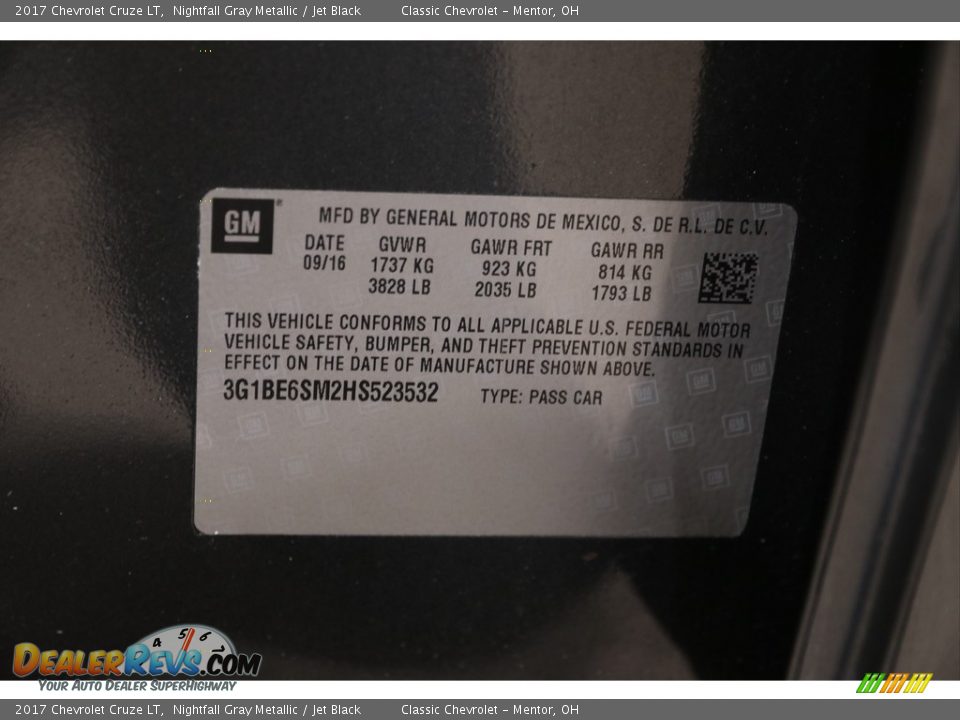 2017 Chevrolet Cruze LT, Nightfall Gray Metallic / Jet Black Classic Chevrolet - Mentor, OH
GM
MFD BY GENERAL MOTORS DE MEXICO, S. DE R.L. DE C.V.
DATE GVWR GAWR FRT GAWR RR
09/16 1737 KG 923 KG 814 KG
3828 LB 2035 LB 1793 LB
THIS VEHICLE CONFORMS TO ALL APPLICABLE U.S. FEDERAL MOTOR
VEHICLE SAFETY, BUMPER, AND THEFT PREVENTION STANDARDS IN
EFFECT ON THE DATE OF MANUFACTURE SHOWN ABOVE.
3G1BE6SM2HS523532 TYPE: PASS CAR
4 5 6
DEALERREVS.COM
YOUR AUTO DEALER SUPERHIGHWAY
2017 Chevrolet Cruze LT, Nightfall Gray Metallic / Jet Black Classic Chevrolet - Mentor, OH